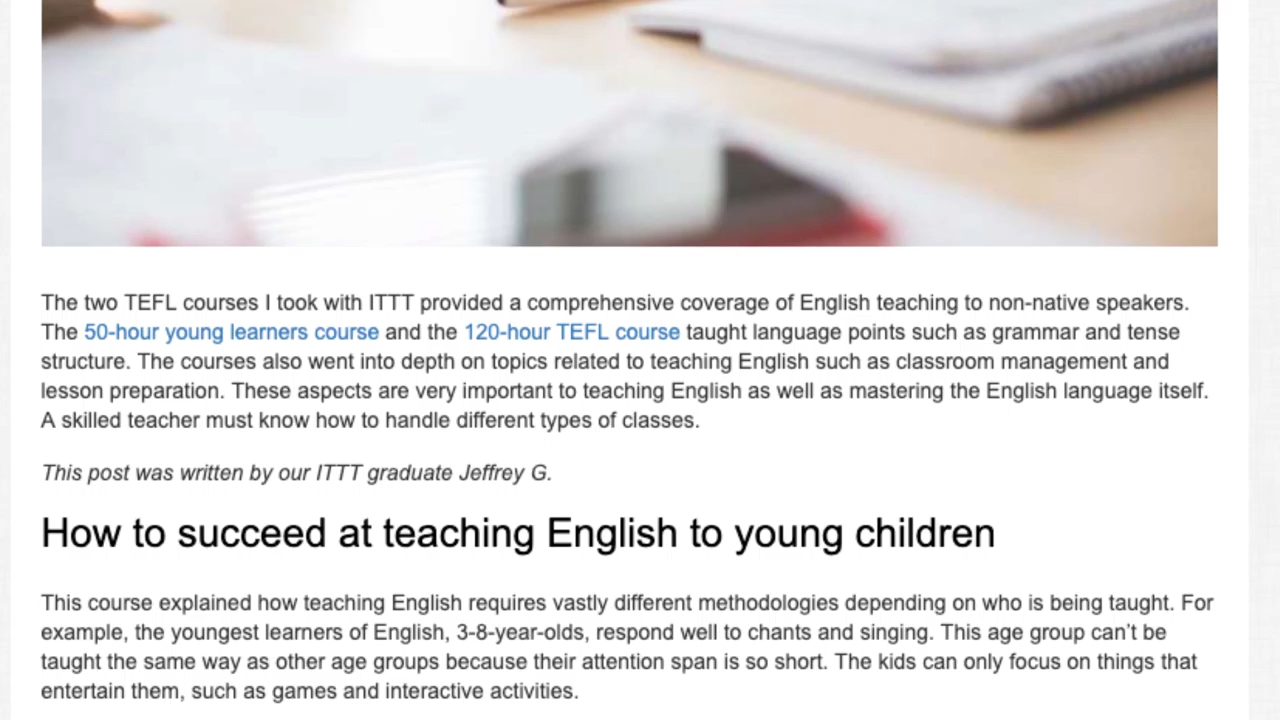 The two TEFL courses I took with ITTT provided a comprehensive coverage of English teaching to non-native speakers.
The 50-hour young learners course and the 120-hour TEFL course taught language points such as grammar and tense
structure. The courses also went into depth on topics related to teaching English such as classroom management and
lesson preparation. These aspects are very important to teaching English as well as mastering the English language itself.
A skilled teacher must know how to handle different types of classes.
This post was written by our ITTT graduate Jeffrey G.
How to succeed at teaching English to young children
This course explained how teaching English requires vastly different methodologies depending on who is being taught. For
example, the youngest learners of English, 3-8-year-olds, respond well to chants and singing. This age group can’t be
taught the same way as other age groups because their attention span is so short. The kids can only focus on things that
entertain them, such as games and interactive activities.